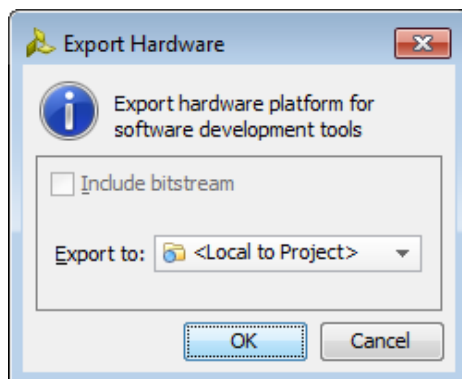 Export Hardware
Export hardware platform for
software development tools
Include bitstream
Export to: <Local to Project>
OK Cancel